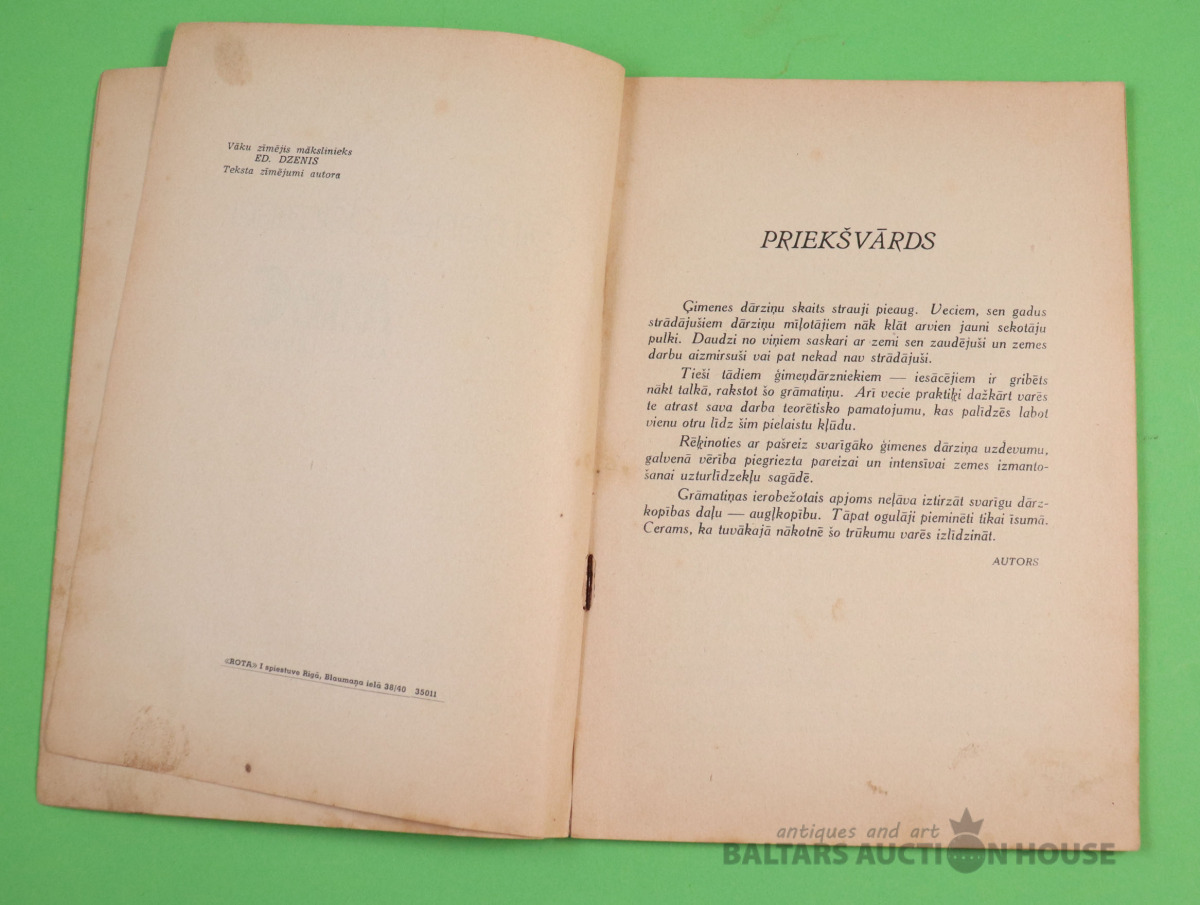 Vāku zīmējis mākslinieks
ED. DZENIS
Teksta zīmējumi autora
«ROTA» I spiestuve Rīgā, Blaumaņa ielā 38/40 35011
PRIEKŠVĀRDS
Ģimenes dārziņu skaits strauji pieaug. Veciem, sen gadus
strādājušiem dārziņu mīļotājiem nāk klāt arvien jauni sekotāju
pulki. Daudzi no viņiem saskari ar zemi sen zaudējuši un zemes
darbu aizmirsuši vai pat nekad nav strādājuši.
Tieši tādiem ģimeņdārzniekiem — iesācējiem ir gribēts
nākt talkā, rakstot šo grāmatiņu. Arī vecie praktiķi dažkārt varēs
te atrast sava darba teorētisko pamatojumu, kas palīdzēs labot
vienu otru līdz šim pielaistu kļūdu.
Rēķinoties ar pašreiz svarīgāko ģimenes dārziņa uzdevumu,
galvenā vērība piegriezta pareizai un intensīvai zemes izmanto-
šanai uzturlīdzekļu sagādē.
Grāmatiņas ierobežotais apjoms neļāva iztirzāt svarīgu dārz-
kopības daļu — augļkopību. Tāpat ogulāji pieminēti tikai īsumā.
Cerams, ka tuvākajā nākotnē šo trūkumu varēs izlīdzināt.
AUTORS
antiques and art
BALTARS AUCTION HOUSE